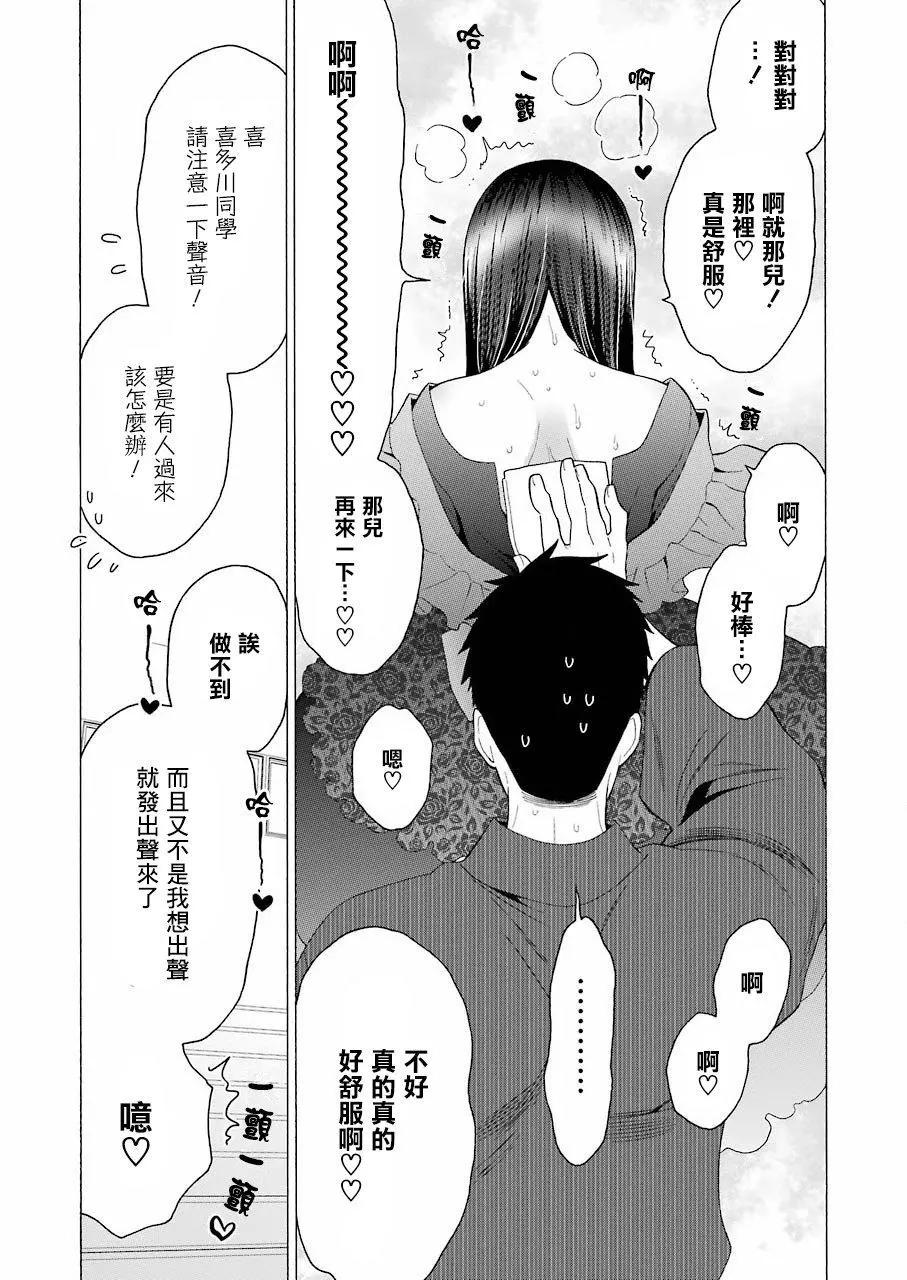 對對對
…！
啊就那兒！
那裡♡
真是舒服♡
啊—♥
哈—♥
一顫
一顫
一顫
啊♡
好棒…♡
啊啊～～～～～♡♡♡
那兒
再來一下…♡♡
嗯♡
啊
啊♡
…………
不好
真的真的
好舒服啊♡♡
喜
喜多川同學
請注意一下聲音！
要是有人過來
該怎麼辦！
誒
做不到
哈—♥
而且又不是我想出聲
就發出聲來了
哈—♥
噫♡
一顫一顫♡